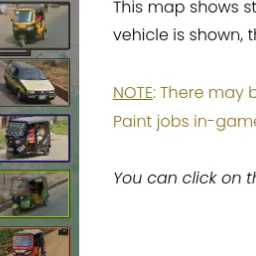 This map shows st
vehicle is shown, th
NOTE: There may b
Paint jobs in-game
You can click on th